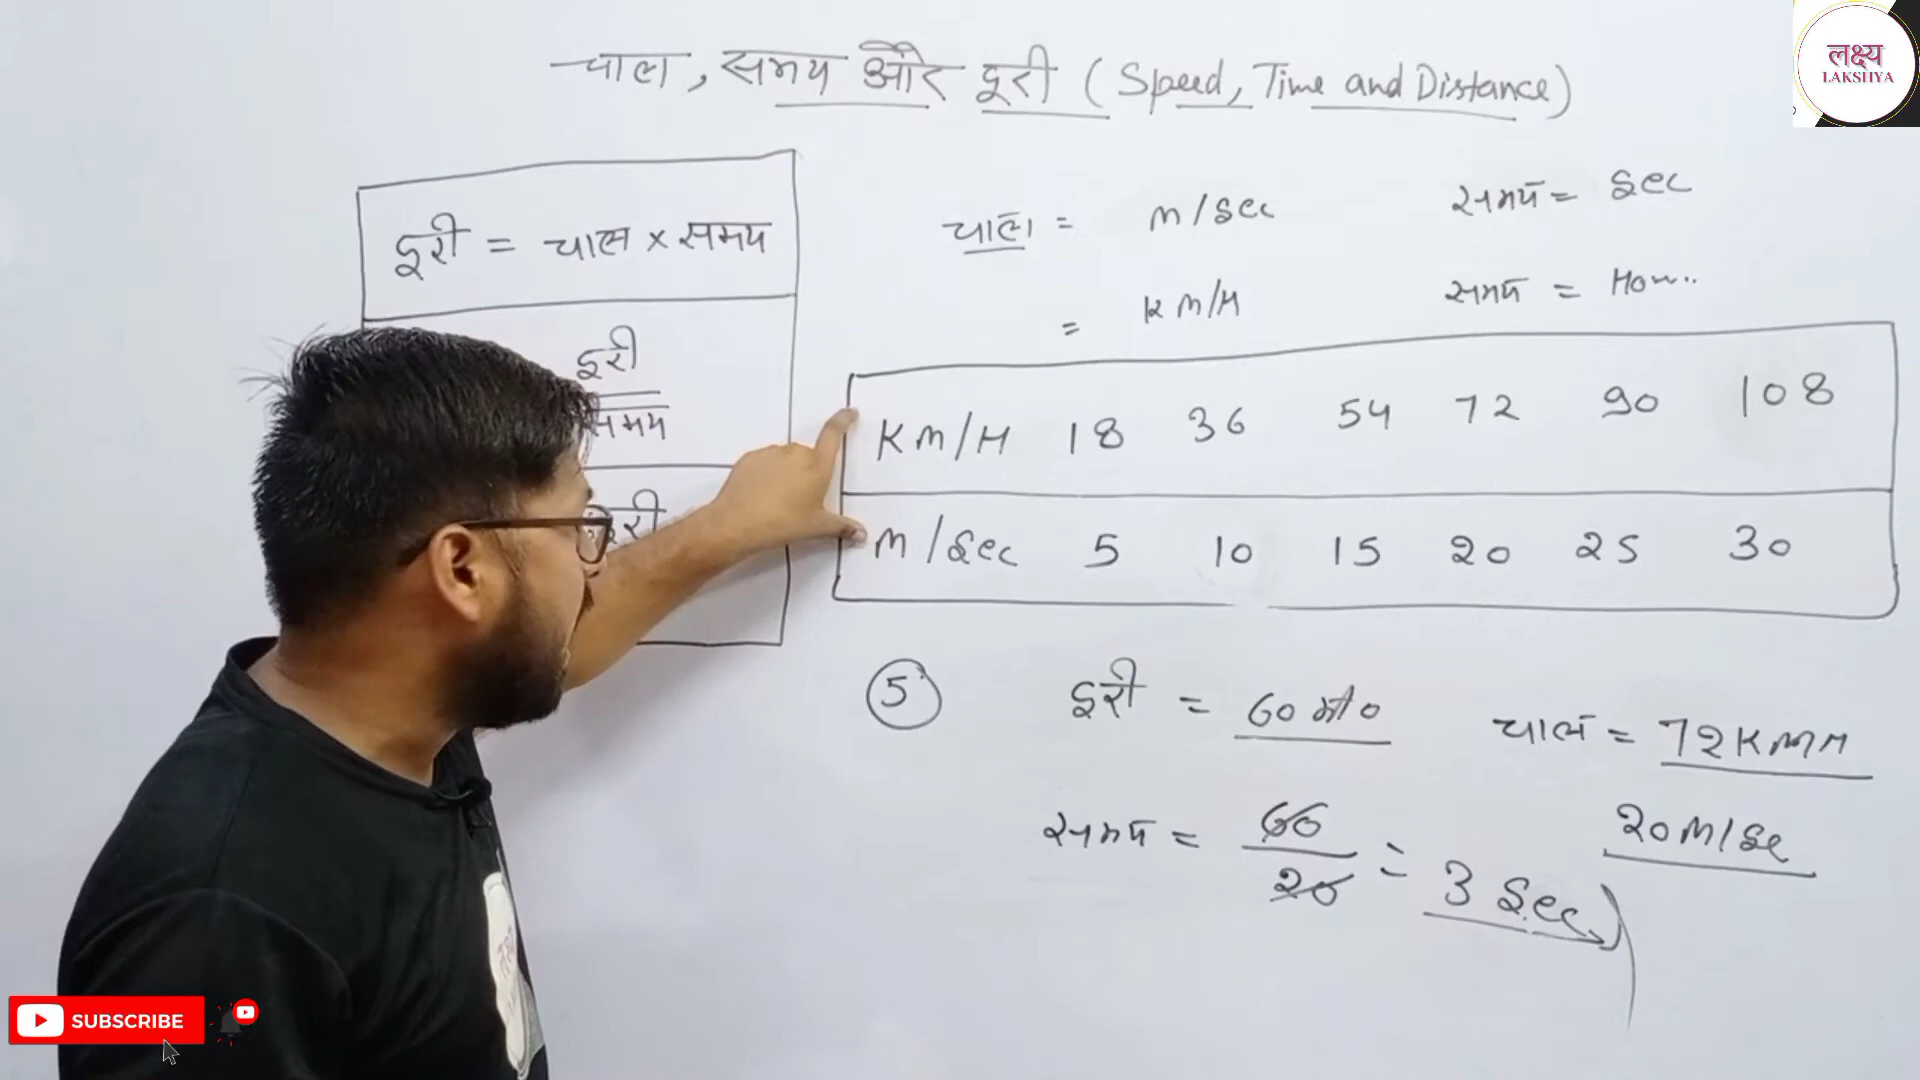 चाल, समय और दूरी (Speed, Time and Distance)
लक्ष्य
LAKSHYA
दूरी = चाल × समय
दूरी
समय
दूरी
चाल = m/sec
समय = sec
= Km/H
समय = Hour
Km/H 18 36 54 72 90 108
M/Sec 5 10 15 20 25 30
5 दूरी = 60 मी० चाल = 72 KM/H
20 M/Se
समय = 60/20 = 3 Sec
SUBSCRIBE